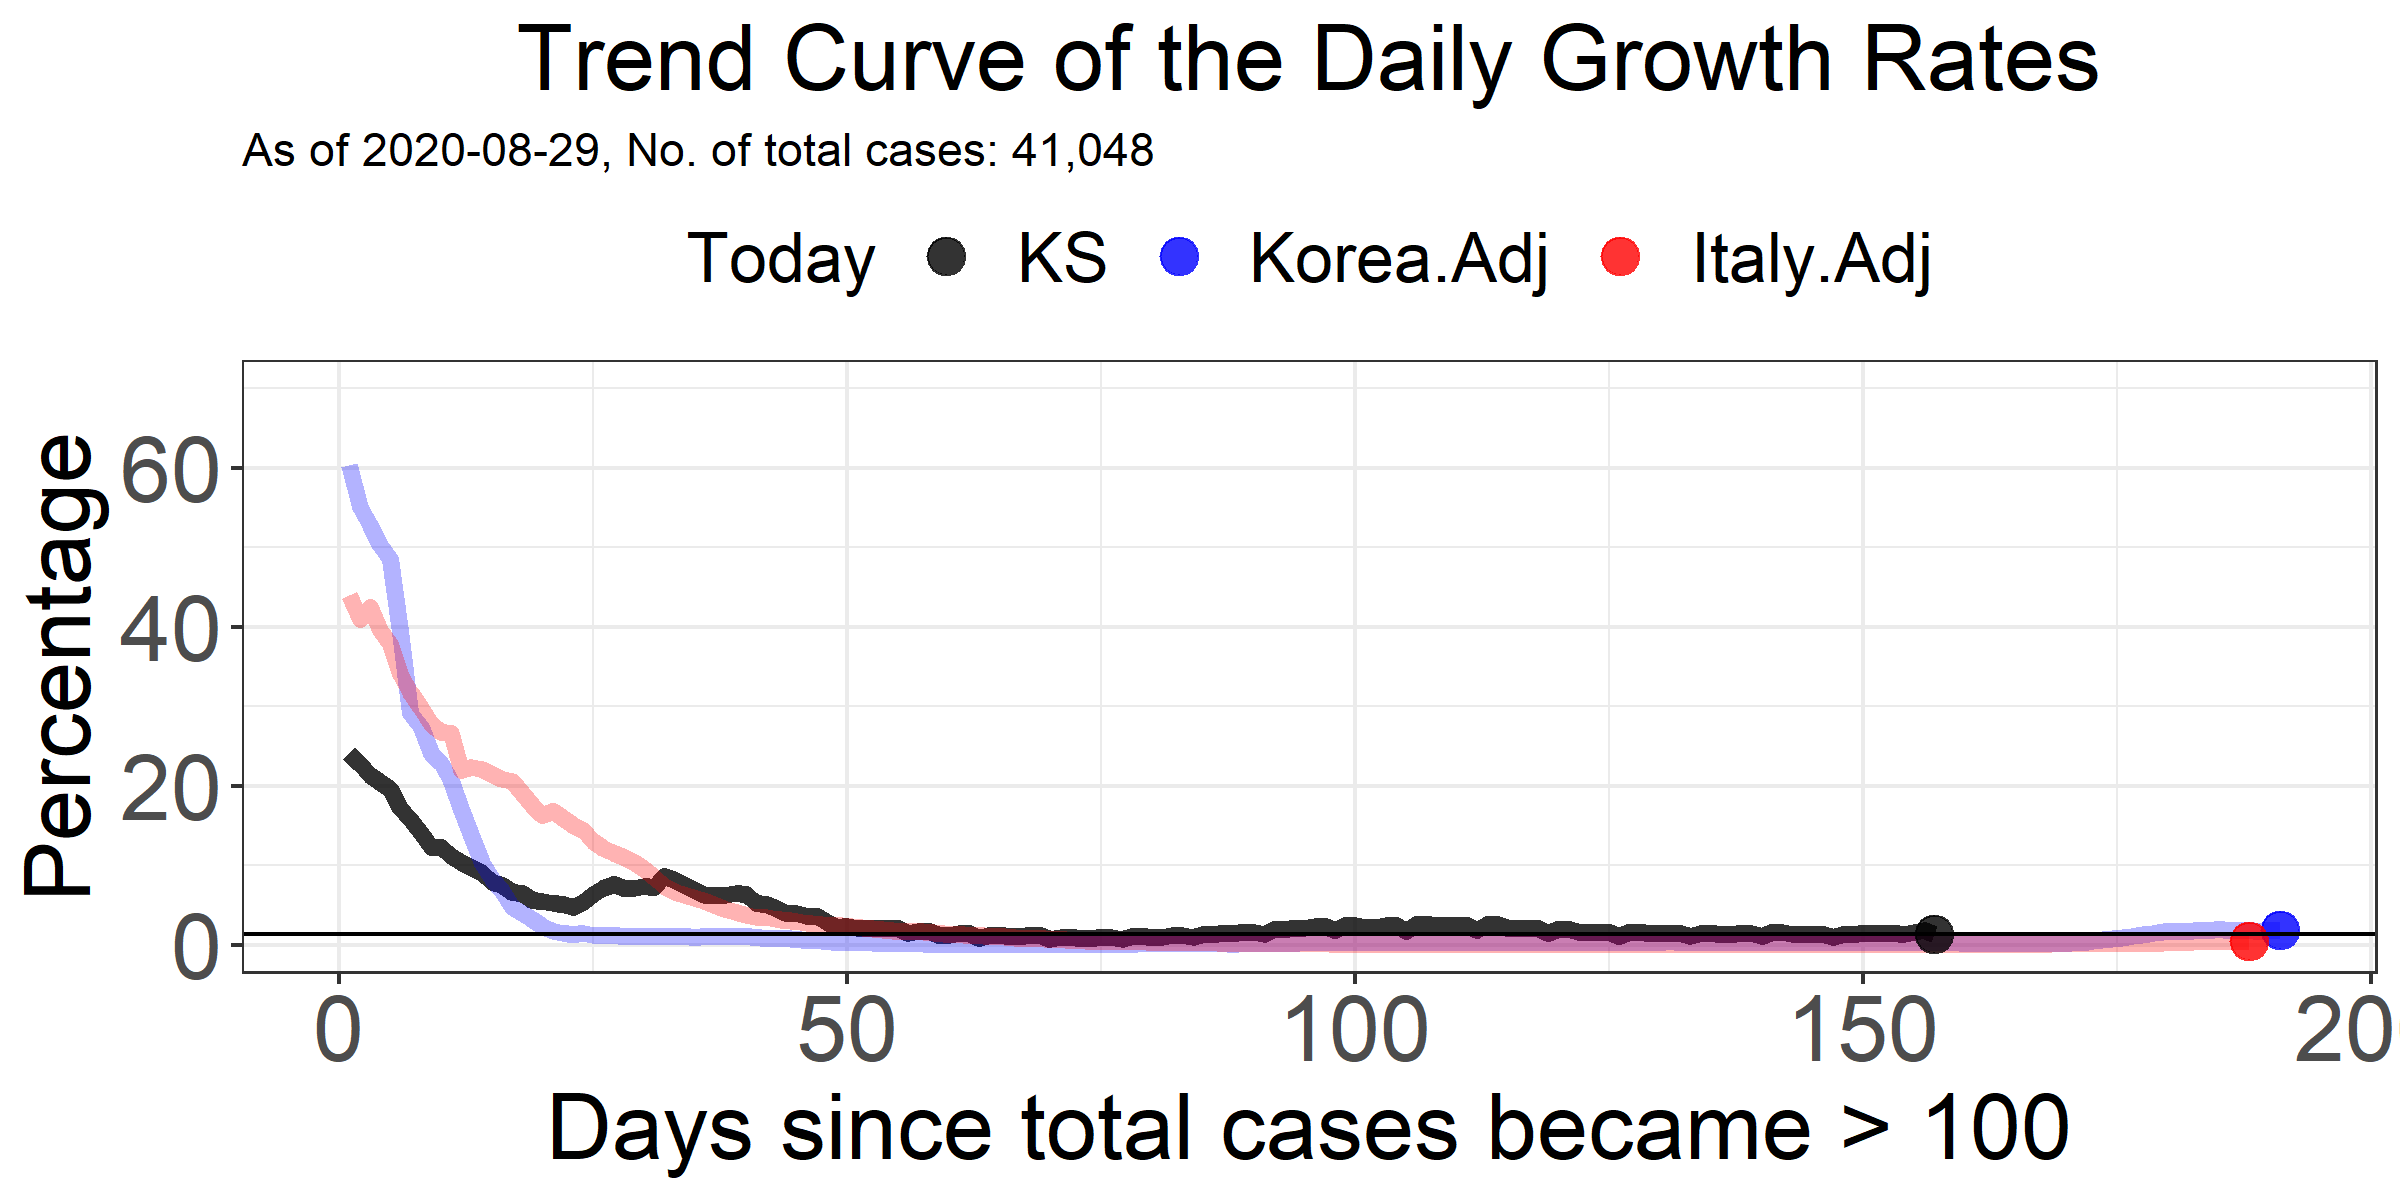 Trend Curve of the Daily Growth Rates
As of 2020-08-29, No. of total cases: 41,048
Today KS Korea.Adj Italy.Adj
Percentage
60
40
20
0
0 50 100 150 20
Days since total cases became > 100